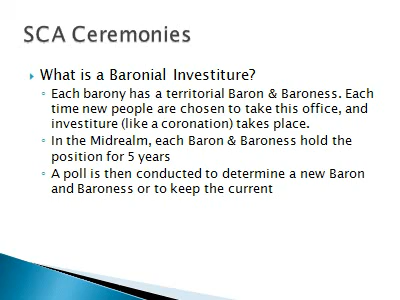 SCA Ceremonies
What is a Baronial Investiture?
Each barony has a territorial Baron & Baroness. Each
time new people are chosen to take this office, and
investiture (like a coronation) takes place.
In the Midrealm, each Baron & Baroness hold the
position for 5 years
A poll is then conducted to determine a new Baron
and Baroness or to keep the current